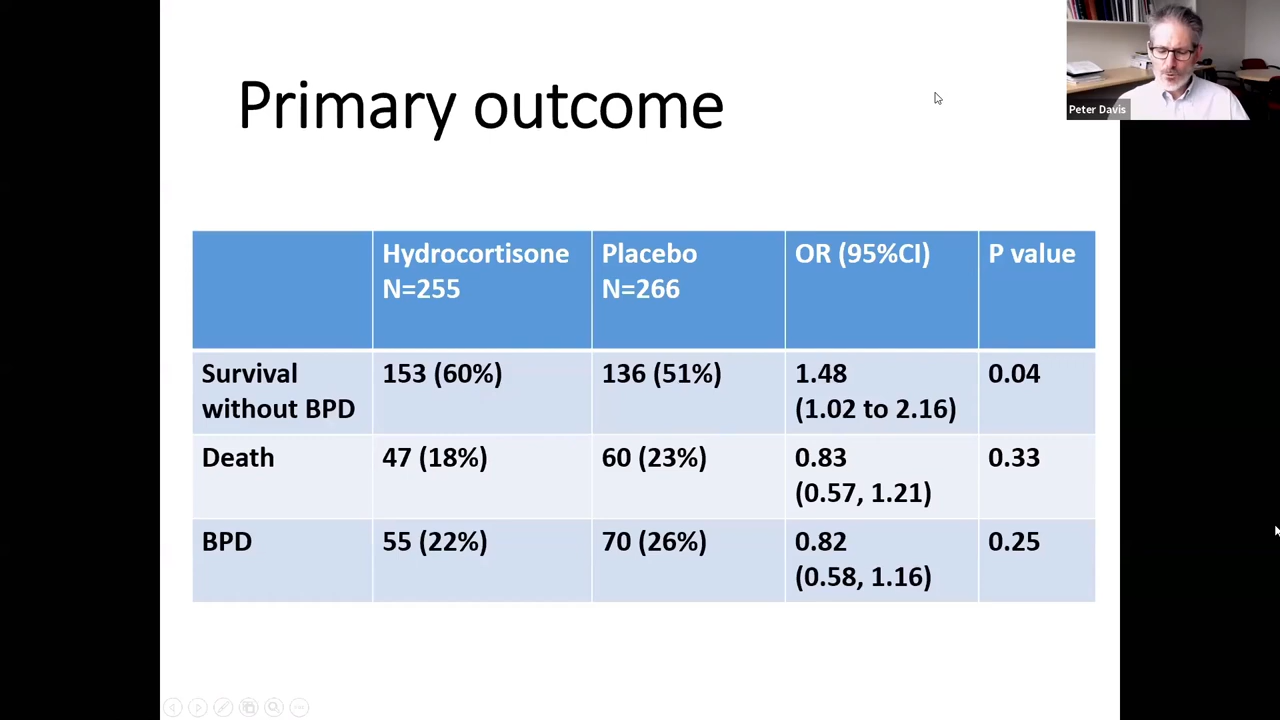 Primary outcome
Peter Davis
Hydrocortisone
N=255
Placebo
N=266
OR (95%CI)
P value
Survival
without BPD
153 (60%)
136 (51%)
1.48
(1.02 to 2.16)
0.04
Death
47 (18%)
60 (23%)
0.83
(0.57, 1.21)
0.33
BPD
55 (22%)
70 (26%)
0.82
(0.58, 1.16)
0.25